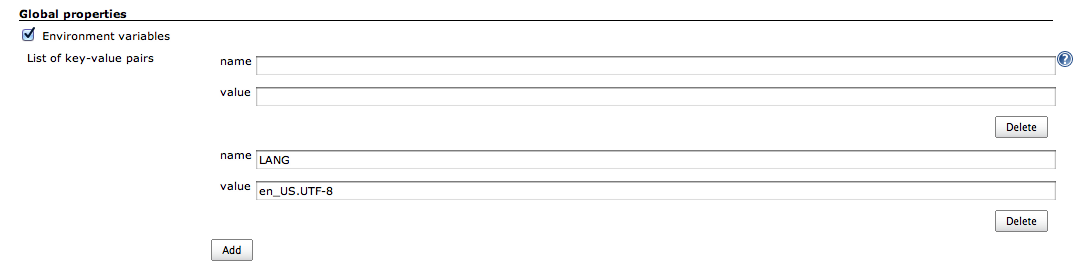 Global properties
Environment variables
List of key-value pairs
name
?
value
Delete
name LANG
value en_US.UTF-8
Delete
Add